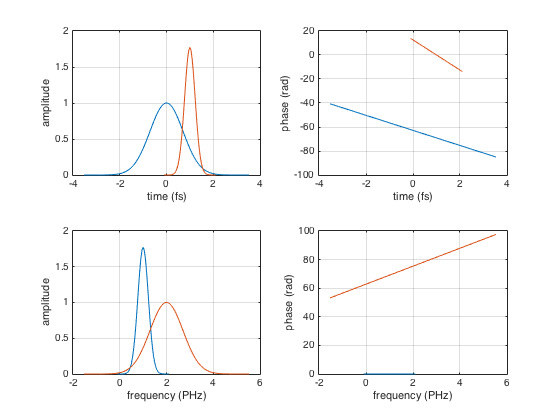 2
1.5
1
0.5
0
-4 -2 0 2 4
time (fs)
amplitude
20
0
-20
-40
-60
-80
-100
-4 -2 0 2 4
time (fs)
phase (rad)
2
1.5
1
0.5
0
-2 0 2 4 6
frequency (PHz)
amplitude
100
80
60
40
20
0
-2 0 2 4 6
frequency (PHz)
phase (rad)